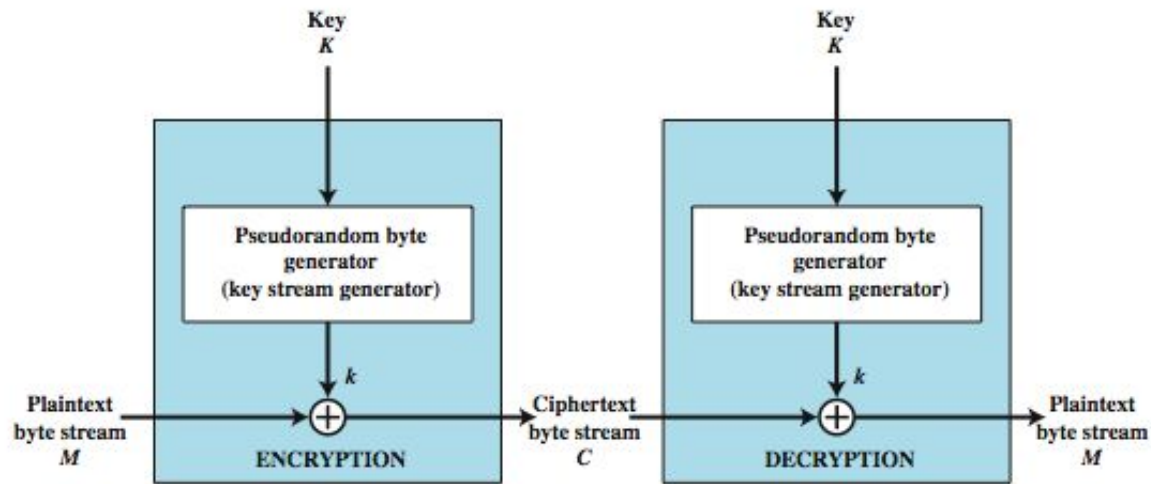 Key
K
Key
K
Pseudorandom byte
generator
(key stream generator)
Pseudorandom byte
generator
(key stream generator)
k
k
Plaintext
byte stream
M
Ciphertext
byte stream
C
Plaintext
byte stream
M
ENCRYPTION
DECRYPTION